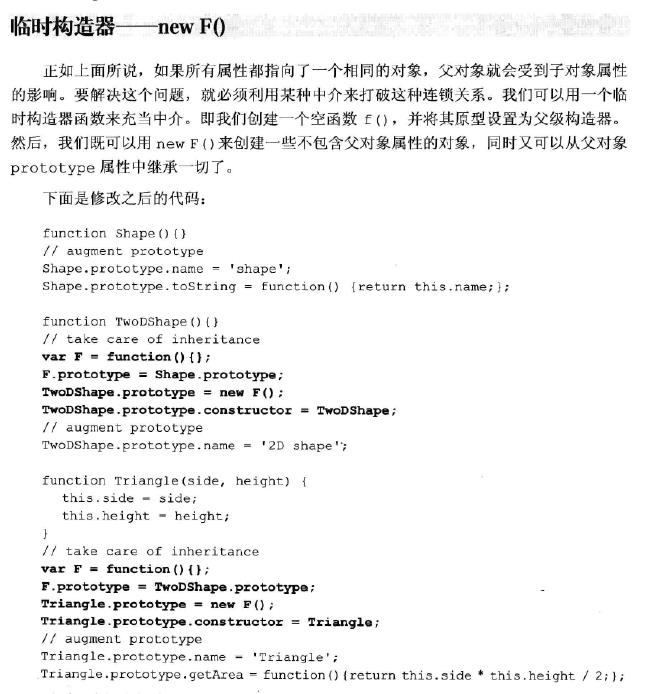 临时构造器——new F()
正如上面所说，如果所有属性都指向了一个相同的对象，父对象就会受到子对象属性
的影响。要解决这个问题，就必须利用某种中介来打破这种连锁关系。我们可以用一个临
时构造器函数来充当中介。即我们创建一个空函数 f()，并将其原型设置为父级构造器。
然后，我们既可以用 new F()来创建一些不包含父对象属性的对象，同时又可以从父对象
prototype 属性中继承一切了。
下面是修改之后的代码：
function Shape(){}
// augment prototype
Shape.prototype.name = 'shape';
Shape.prototype.toString = function() {return this.name;};
function TwoDShape(){}
// take care of inheritance
var F = function(){};
F.prototype = Shape.prototype;
TwoDShape.prototype = new F();
TwoDShape.prototype.constructor = TwoDShape;
// augment prototype
TwoDShape.prototype.name = '2D shape';
function Triangle(side, height) {
this.side = side;
this.height = height;
}
// take care of inheritance
var F = function(){};
F.prototype = TwoDShape.prototype;
Triangle.prototype = new F();
Triangle.prototype.constructor = Triangle;
// augment prototype
Triangle.prototype.name = 'Triangle';
Triangle.prototype.getArea = function(){return this.side * this.height / 2;};